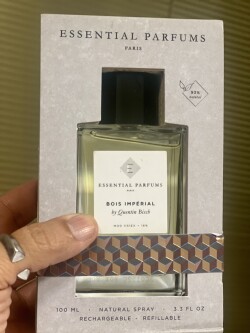 ESSENTIAL PARFUMS
PARIS
ESSENTIAL PARFUMS
PARIS
BOIS IMPÉRIAL
by Quentin Bisch
100 ML · NATURAL SPRAY · 3.3 FL OZ
RECHARGEABLE · REFILLABLE